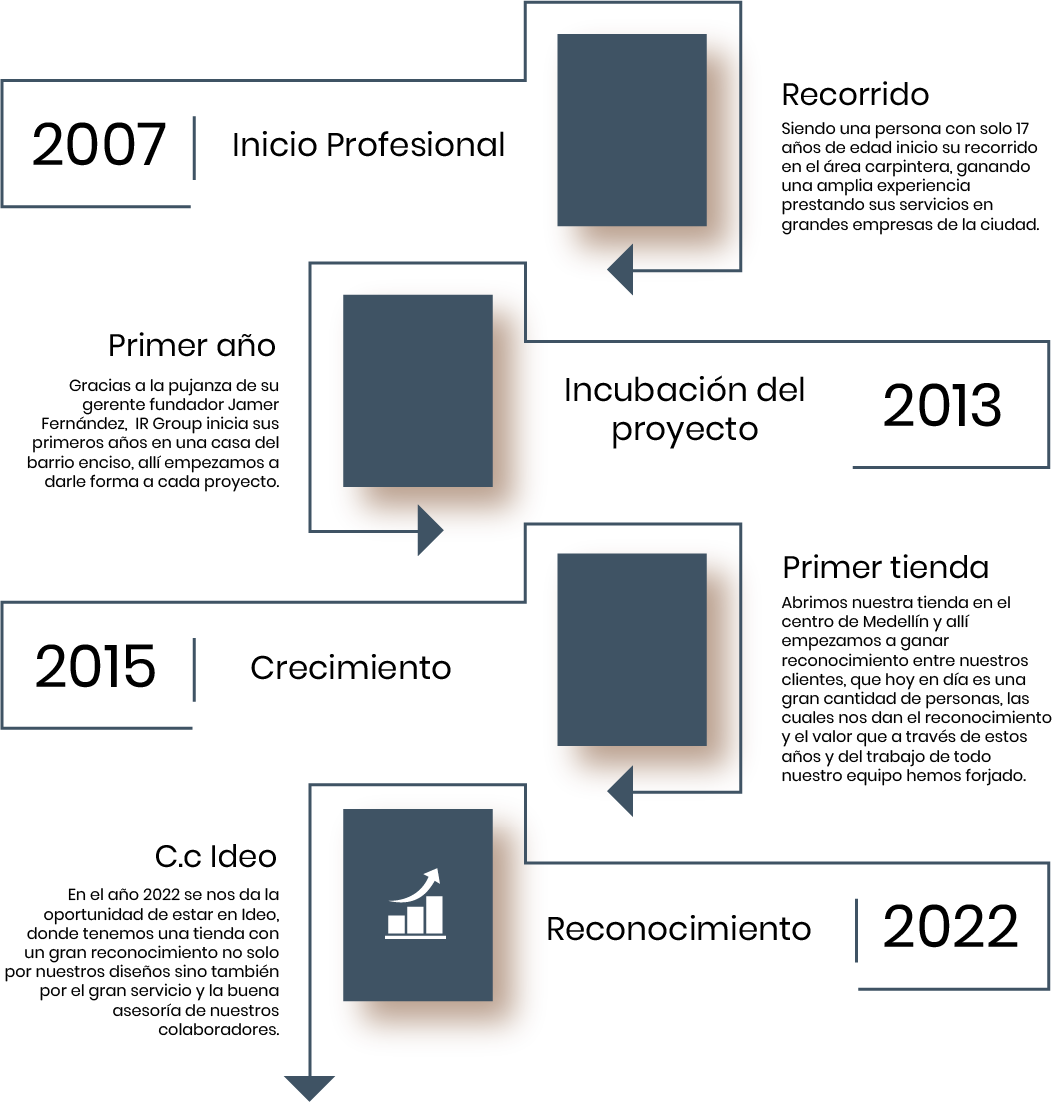 2007
Inicio Profesional
Recorrido
Siendo una persona con solo 17
años de edad inicio su recorrido
en el área carpintera, ganando
una amplia experiencia
prestando sus servicios en
grandes empresas de la ciudad.
Primer año
Gracias a la pujanza de su
gerente fundador Jamer
Fernández, IR Group inicia sus
primeros años en una casa del
barrio enciso, allí empezamos a
darle forma a cada proyecto.
Incubación del
proyecto
2013
2015
Crecimiento
Primer tienda
Abrimos nuestra tienda en el
centro de Medellín y allí
empezamos a ganar
reconocimiento entre nuestros
clientes, que hoy en día es una
gran cantidad de personas, las
cuales nos dan el reconocimiento
y el valor que a través de estos
años y del trabajo de todo
nuestro equipo hemos forjado.
C.c Ideo
En el año 2022 se nos da la
oportunidad de estar en Ideo,
donde tenemos una tienda con
un gran reconocimiento no solo
por nuestros diseños sino también
por el gran servicio y la buena
asesoría de nuestros
colaboradores.
Reconocimiento
2022